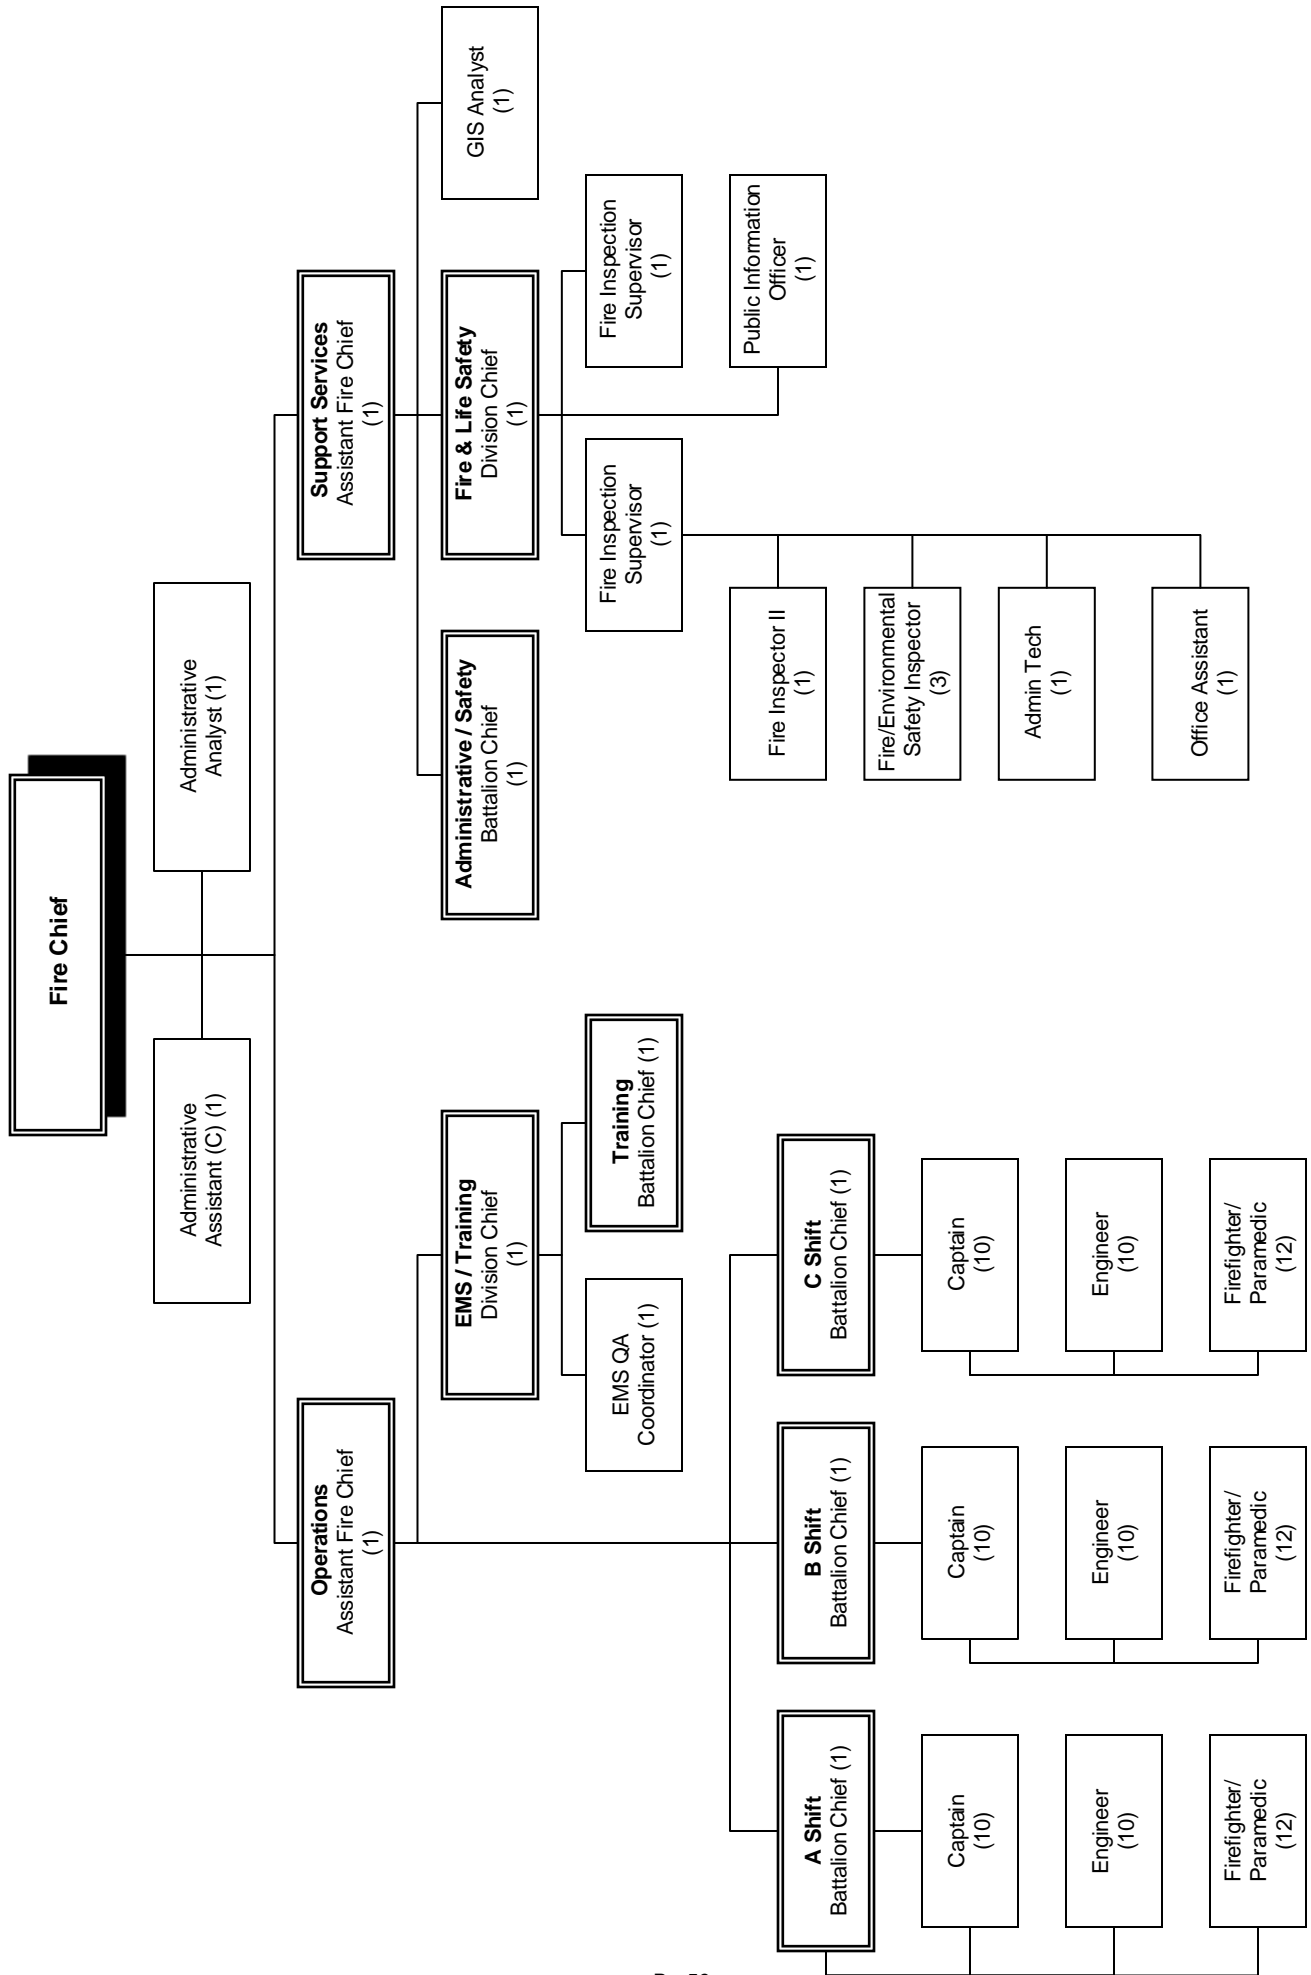 Fire Chief
Administrative
Assistant (C) (1)
Administrative
Analyst (1)
Operations
Assistant Fire Chief
(1)
Support Services
Assistant Fire Chief
(1)
EMS / Training
Division Chief
(1)
Administrative / Safety
Battalion Chief
(1)
Fire & Life Safety
Division Chief
(1)
GIS Analyst
(1)
EMS QA
Coordinator (1)
Training
Battalion Chief (1)
Fire Inspection
Supervisor
(1)
Fire Inspection
Supervisor
(1)
A Shift
Battalion Chief (1)
B Shift
Battalion Chief (1)
C Shift
Battalion Chief (1)
Fire Inspector II
(1)
Public Information
Officer
(1)
Captain
(10)
Captain
(10)
Captain
(10)
Fire/Environmental
Safety Inspector
(3)
Engineer
(10)
Engineer
(10)
Engineer
(10)
Admin Tech
(1)
Firefighter/
Paramedic
(12)
Firefighter/
Paramedic
(12)
Firefighter/
Paramedic
(12)
Office Assistant
(1)